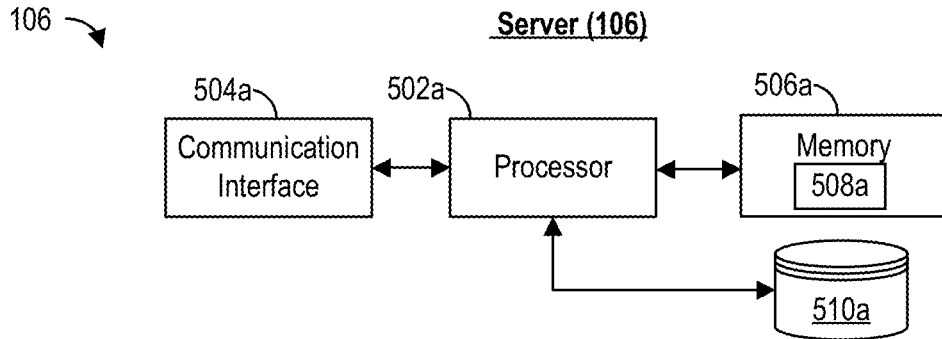 106
Server (106)
504a
502a
506a
Communication
Interface
Processor
Memory
508a
510a